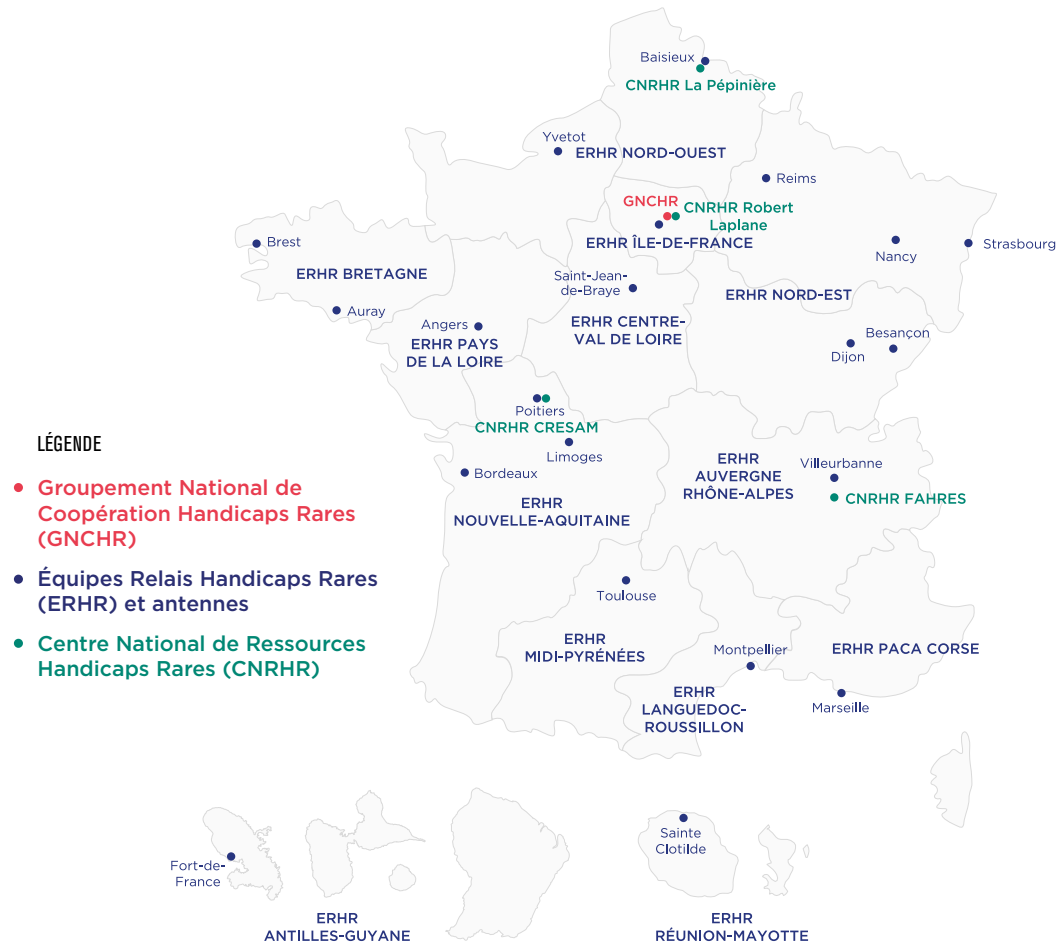 Baisieux
CNRHR La Pépinière
Yvetot
ERHR NORD-OUEST
Reims
GNCHR
CNRHR Robert
Laplane
ERHR ÎLE-DE-FRANCE
Brest
Nancy
Strasbourg
ERHR BRETAGNE
Saint-Jean-
de-Braye
ERHR NORD-EST
Auray
Angers
ERHR PAYS
DE LA LOIRE
ERHR CENTRE-
VAL DE LOIRE
Besançon
Dijon
Poitiers
CNRHR CRESAM
Limoges
Bordeaux
ERHR
NOUVELLE-AQUITAINE
ERHR
AUVERGNE
RHÔNE-ALPES
Villeurbanne
CNRHR FAHRES
LÉGENDE
Groupement National de
Coopération Handicaps Rares
(GNCHR)
Équipes Relais Handicaps Rares
(ERHR) et antennes
Centre National de Ressources
Handicaps Rares (CNRHR)
Toulouse
ERHR
MIDI-PYRÉNÉES
Montpellier
ERHR PACA CORSE
ERHR
LANGUEDOC-
ROUSSILLON
Marseille
Fort-de-
France
Sainte
Clotilde
ERHR
ANTILLES-GUYANE
ERHR
RÉUNION-MAYOTTE